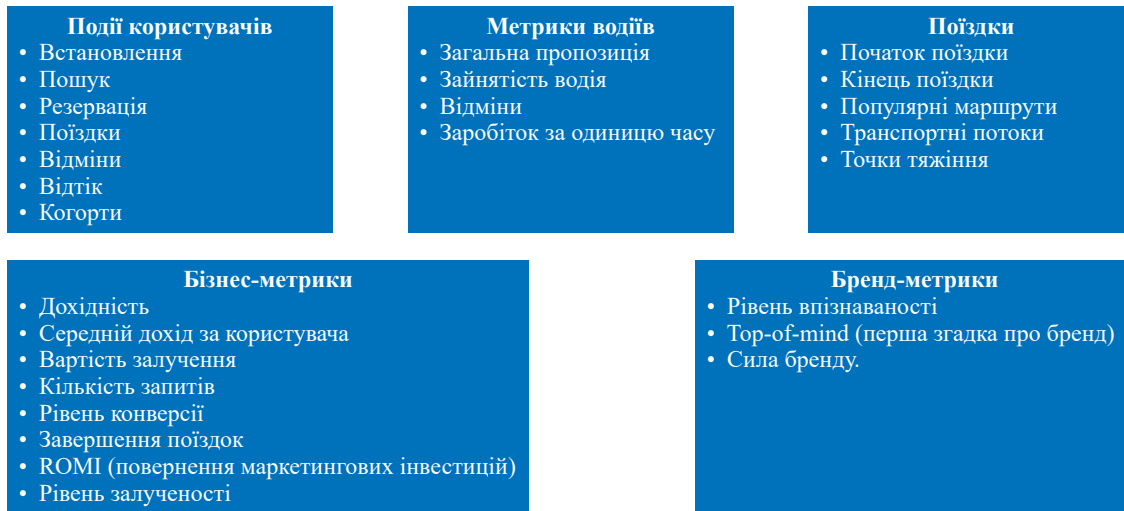 Події користувачів
• Встановлення
• Пошук
• Резервація
• Поїздки
• Відміни
• Відтік
• Когорти
Метрики водіїв
• Загальна пропозиція
• Зайнятість водія
• Відміни
• Заробіток за одиницю часу
Поїздки
• Початок поїздки
• Кінець поїздки
• Популярні маршрути
• Транспортні потоки
• Точки тяжіння
Бізнес-метрики
• Дохідність
• Середній дохід за користувача
• Вартість залучення
• Кількість запитів
• Рівень конверсії
• Завершення поїздок
• ROMI (повернення маркетингових інвестицій)
• Рівень залученості
Бренд-метрики
• Рівень впізнаваності
• Top-of-mind (перша згадка про бренд)
• Сила бренду.